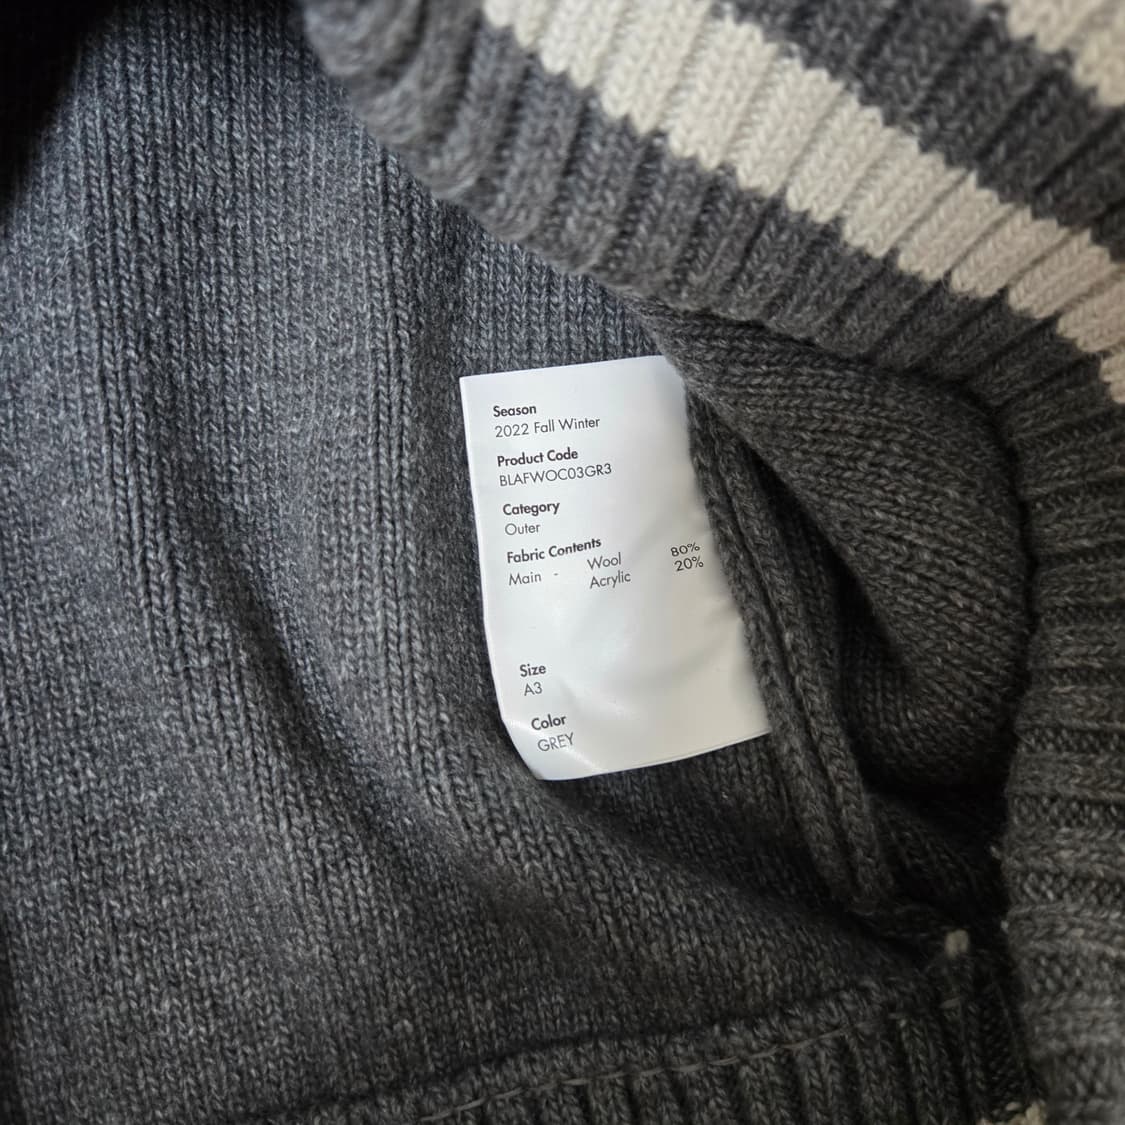 Season
2022 Fall Winter
Product Code
BLAFWOC03GR3
Category
Outer
Fabric Contents
Main - Wool 80%
Acrylic 20%
Size
A3
Color
GREY